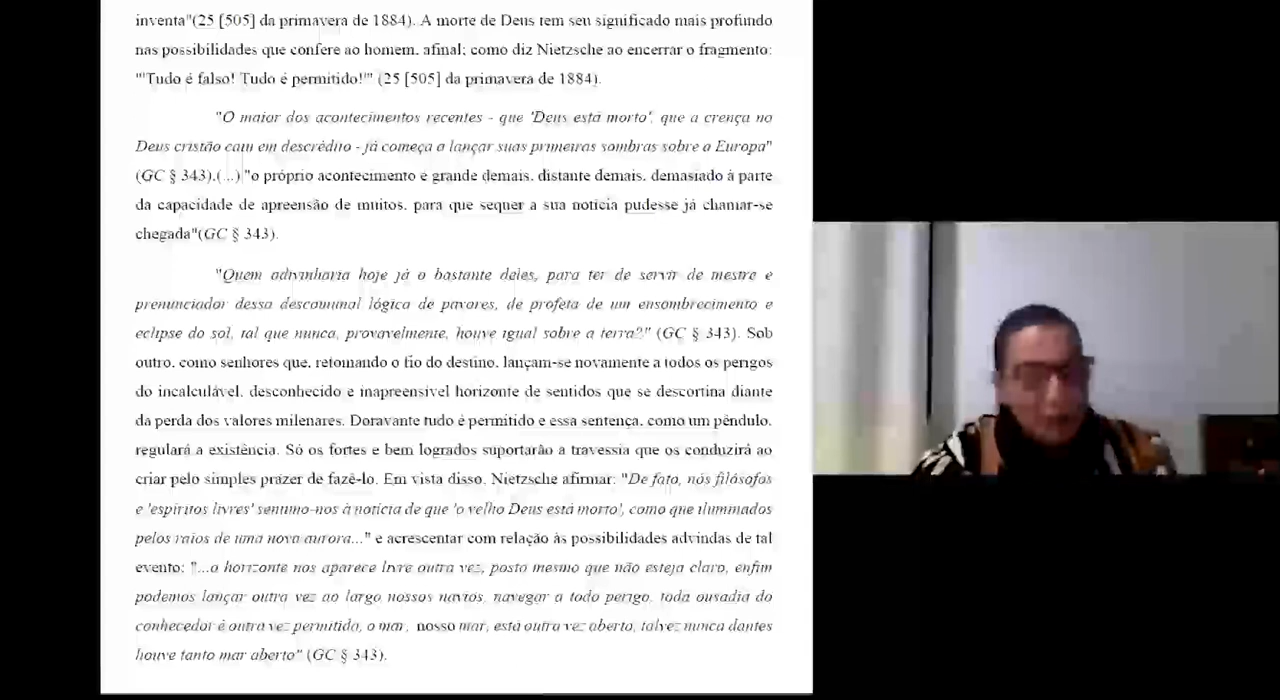 inventa"(25 [505] da primavera de 1884). A morte de Deus tem seu significado mais profundo
nas possibilidades que confere ao homem, afinal; como diz Nietzsche ao encerrar o fragmento:
"'Tudo é falso! Tudo é permitido!'" (25 [505] da primavera de 1884).
"O maior dos acontecimentos recentes - que 'Deus está morto', que a crença no
Deus cristão caiu em descrédito - já começa a lançar suas primeiras sombras sobre a Europa"
(GC § 343).(...) "o próprio acontecimento é grande demais, distante demais, demasiado à parte
da capacidade de apreensão de muitos, para que sequer a sua notícia pudesse já chamar-se
chegada"(GC § 343).
"Quem adivinharia hoje já o bastante deles, para ter de servir de mestre e
prenunciador dessa descomunal lógica de pavores, de profeta de um ensombrecimento e
eclipse do sol, tal que nunca, provavelmente, houve igual sobre a terra?" (GC § 343). Sob
outro, como senhores que, retomando o fio do destino, lançam-se novamente a todos os perigos
do incalculável, desconhecido e inapreensível horizonte de sentidos que se descortina diante
da perda dos valores milenares. Doravante tudo é permitido e essa sentença, como um pêndulo,
regulará a existência. Só os fortes e bem logrados suportarão a travessia que os conduzirá ao
criar pelo simples prazer de fazê-lo. Em vista disso, Nietzsche afirmar: "De fato, nós filósofos
e 'espíritos livres' sentimo-nos à notícia de que 'o velho Deus está morto', como que iluminados
pelos raios de uma nova aurora..." e acrescentar com relação às possibilidades advindas de tal
evento: "...o horizonte nos aparece livre outra vez, posto mesmo que não esteja claro, enfim
podemos lançar outra vez ao largo nossos navios, navegar a todo perigo, toda ousadia do
conhecedor é outra vez permitida, o mar, nosso mar, está outra vez aberto, talvez nunca dantes
houve tanto mar aberto" (GC § 343).